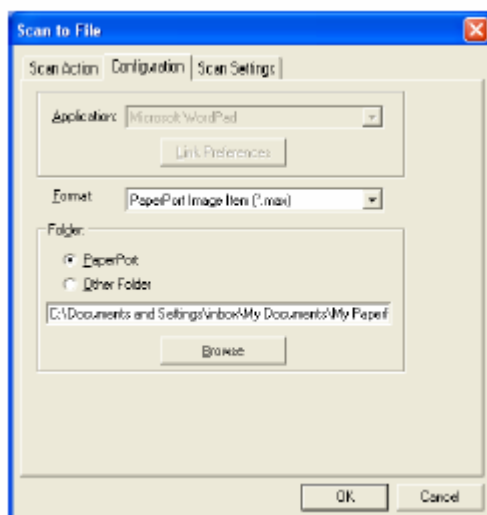 Scan to File
Scan Action Configuration Scan Settings
Application: Microsoft WordPad
Link Preferences
Format PaperPort Image Item (*.max)
Folder
PaperPort
Other Folder
C:\Documents and Settings\inbox\My Documents\My Paperf
Browse
OK Cancel